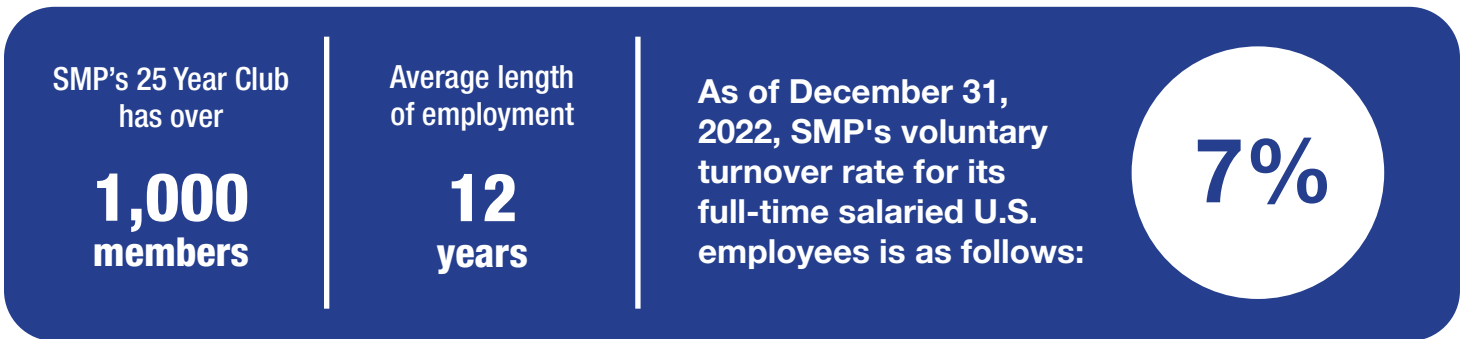 SMP’s 25 Year Club
has over
1,000
members
Average length
of employment
12
years
As of December 31,
2022, SMP's voluntary
turnover rate for its
full-time salaried U.S.
employees is as follows:
7%